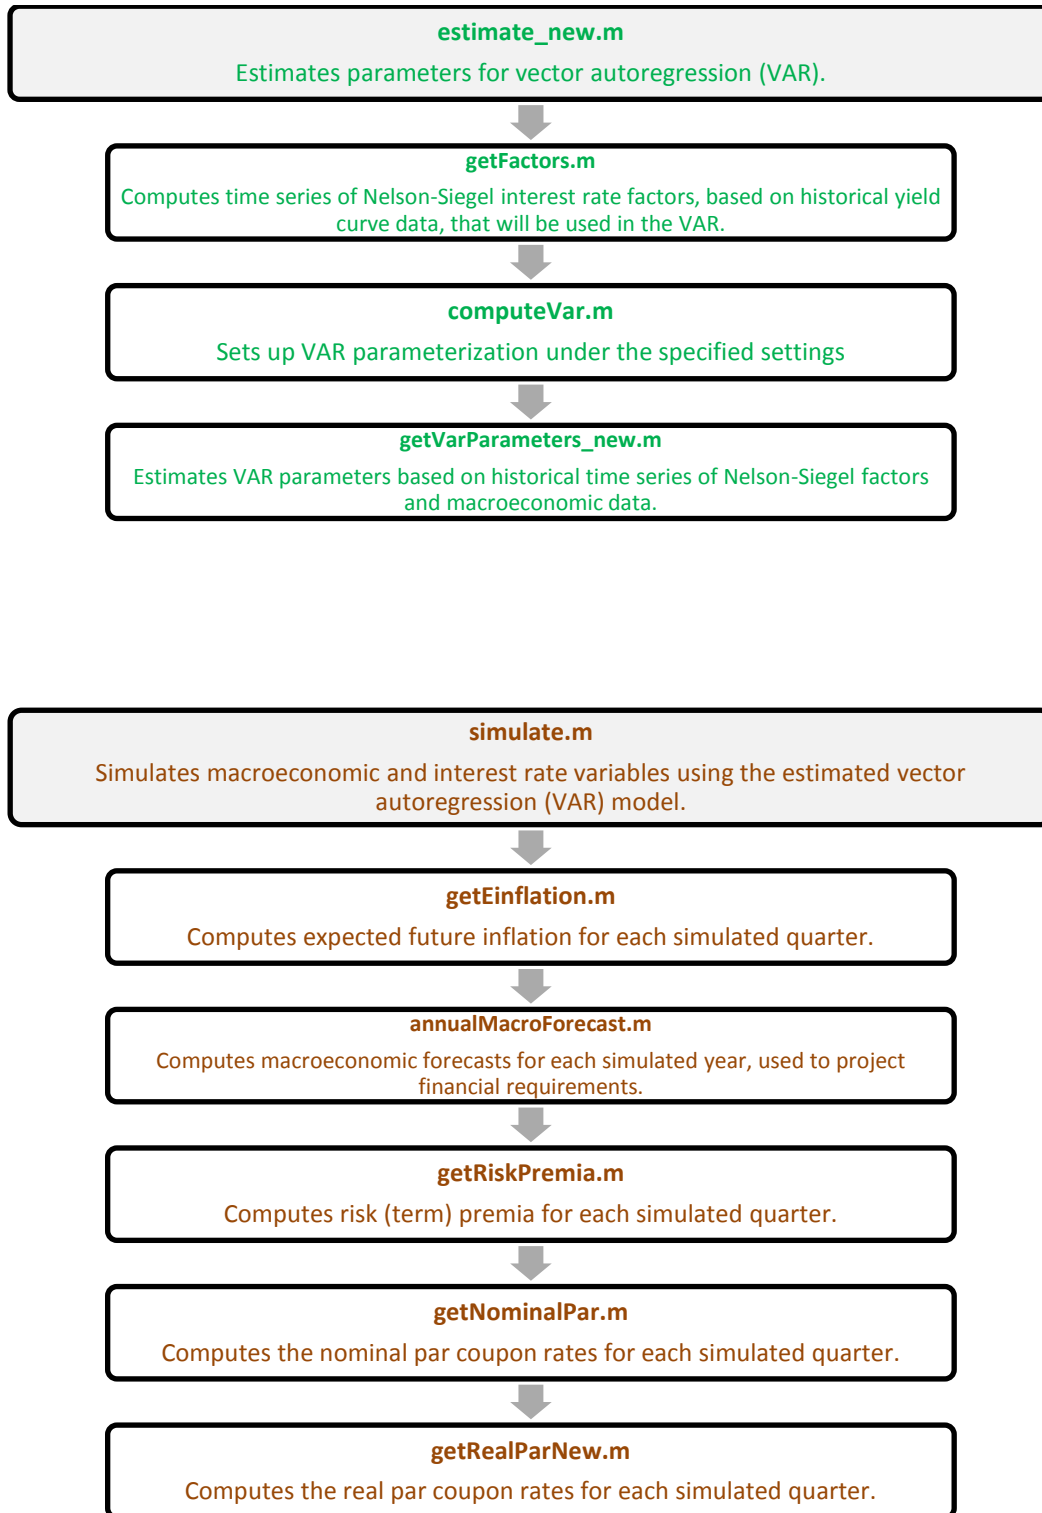 estimate_new.m
Estimates parameters for vector autoregression (VAR).
getFactors.m
Computes time series of Nelson-Siegel interest rate factors, based on historical yield
curve data, that will be used in the VAR.
computeVar.m
Sets up VAR parameterization under the specified settings
getVarParameters_new.m
Estimates VAR parameters based on historical time series of Nelson-Siegel factors
and macroeconomic data.
simulate.m
Simulates macroeconomic and interest rate variables using the estimated vector
autoregression (VAR) model.
getEinflation.m
Computes expected future inflation for each simulated quarter.
annualMacroForecast.m
Computes macroeconomic forecasts for each simulated year, used to project
financial requirements.
getRiskPremia.m
Computes risk (term) premia for each simulated quarter.
getNominalPar.m
Computes the nominal par coupon rates for each simulated quarter.
getRealParNew.m
Computes the real par coupon rates for each simulated quarter.